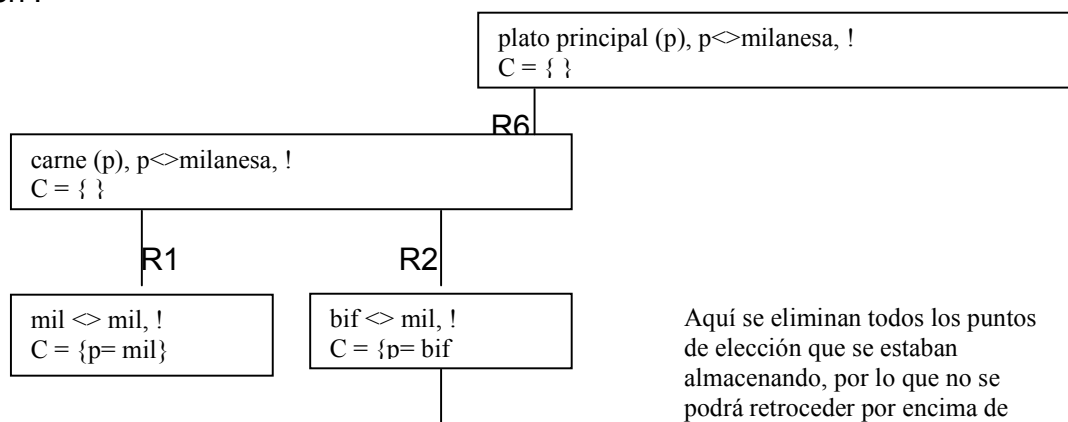 plato principal (p), p<>milanesa, !
C = { }
R6
carne (p), p<>milanesa, !
C = { }
R1
R2
mil <> mil, !
C = {p= mil}
bif <> mil, !
C = {p= bif
Aquí se eliminan todos los puntos
de elección que se estaban
almacenando, por lo que no se
podrá retroceder por encima de